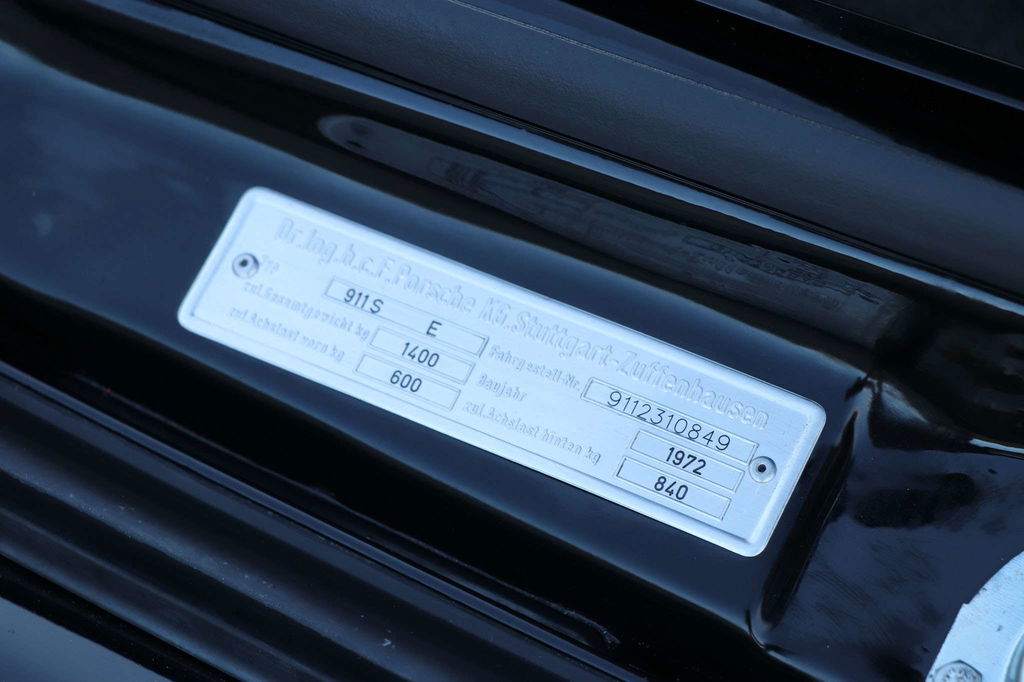 Dr.Ing.h.c.F.Porsche KG.Stuttgart-Zuffenhausen
Typ 911S E Fahrgestell-Nr. 9112310849
zul.Gesamtgewicht kg 1400 Baujahr 1972
zul.Achslast vorn kg 600 zul.Achslast hinten kg 840